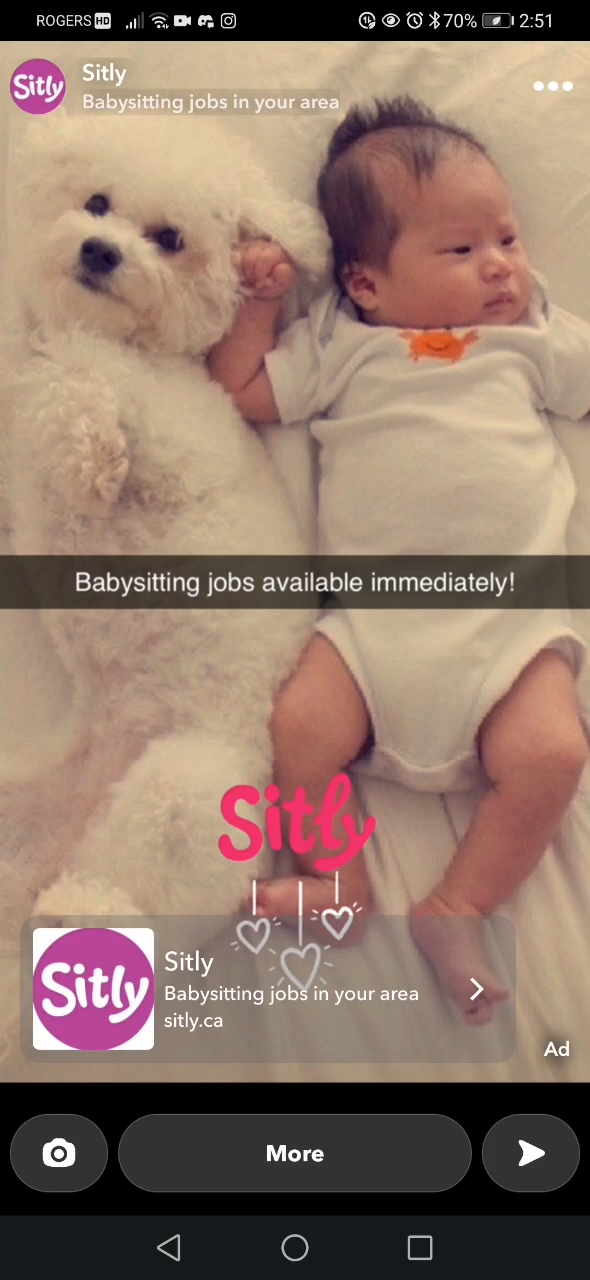 ROGERS HD 70% 2:51
Sitly
Sitly
Babysitting jobs in your area
Babysitting jobs available immediately!
Sitly
Sitly
Sitly
Babysitting jobs in your area
sitly.ca
Ad
More